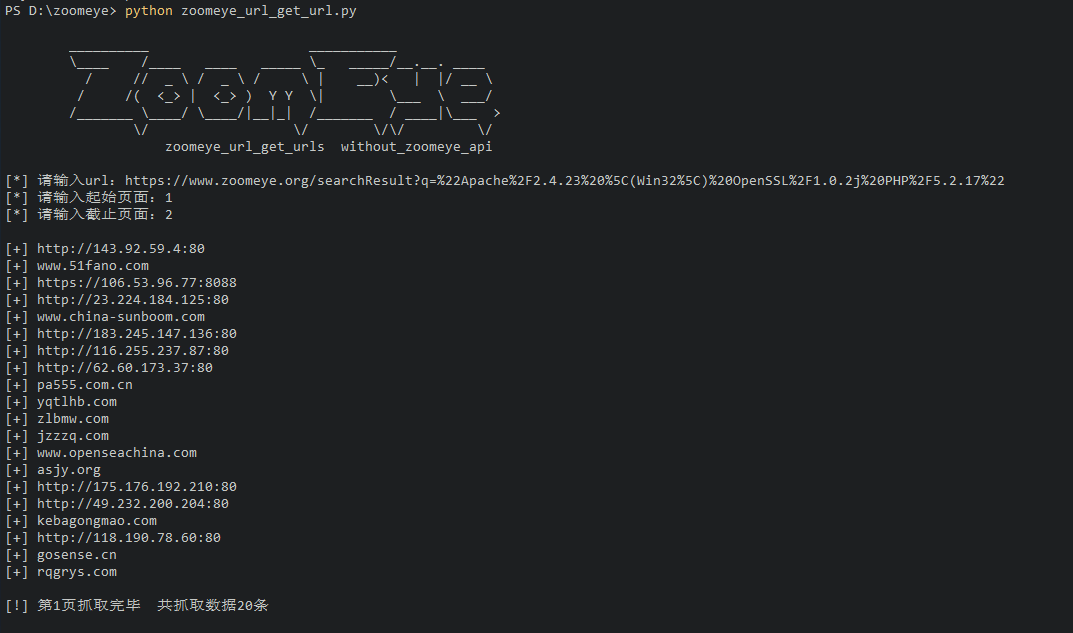 PS D:\zoomeye> python zoomeye_url_get_url.py
zoomeye_url_get_urls  without_zoomeye_api
[*] 请输入url: https://www.zoomeye.org/searchResult?q=%22Apache%2F2.4.23%20%5C(Win32%5C)%20OpenSSL%2F1.0.2j%20PHP%2F5.2.17%22
[*] 请输入起始页面: 1
[*] 请输入截止页面: 2
[+] http://143.92.59.4:80
[+] www.51fano.com
[+] https://106.53.96.77:8088
[+] http://23.224.184.125:80
[+] www.china-sunboom.com
[+] http://183.245.147.136:80
[+] http://116.255.237.87:80
[+] http://62.60.173.37:80
[+] pa555.com.cn
[+] yqtlhb.com
[+] zlbmw.com
[+] jzzzq.com
[+] www.openseachina.com
[+] asjy.org
[+] http://175.176.192.210:80
[+] http://49.232.200.204:80
[+] kebagongmao.com
[+] http://118.190.78.60:80
[+] gosense.cn
[+] rqgrys.com
[!] 第1页抓取完毕  共抓取数据20条